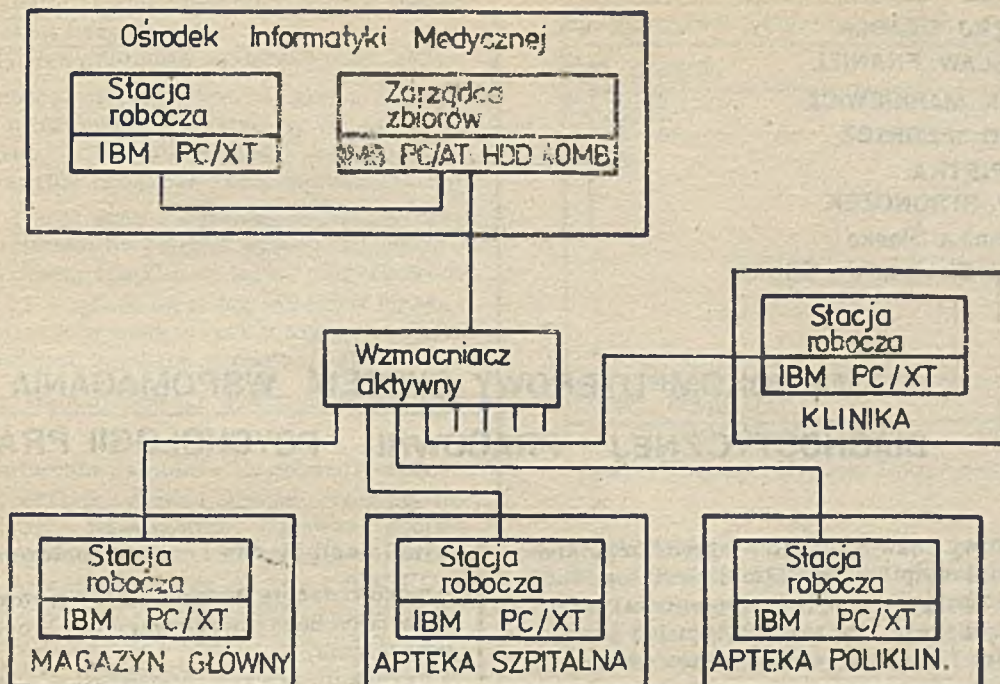 Ośrodek Informatyki Medycznej
Stacja
robocza
IBM PC/XT
Zarządca
zbiorów
PC/AT HDD
Wzmacniacz
aktywny
Stacja
robocza
IBM PC/XT
KLINIKA
Stacja
robocza
IBM PC/XT
MAGAZYN GŁÓWNY
Stacja
robocza
IBM PC/XT
APTEKA SZPITALNA
Stacja
robocza
IBM PC/XT
APTEKA POLIKLIN.